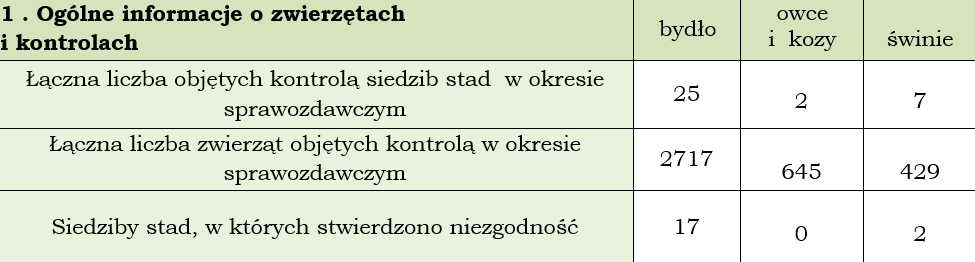 1 . Ogólne informacje o zwierzętach
i kontrolach
bydło
owce
i kozy
świnie
Łączna liczba objętych kontrolą siedzib stad w okresie
sprawozdawczym
25
2
7
Łączna liczba zwierząt objętych kontrolą w okresie
sprawozdawczym
2717
645
429
Siedziby stad, w których stwierdzono niezgodność
17
0
2